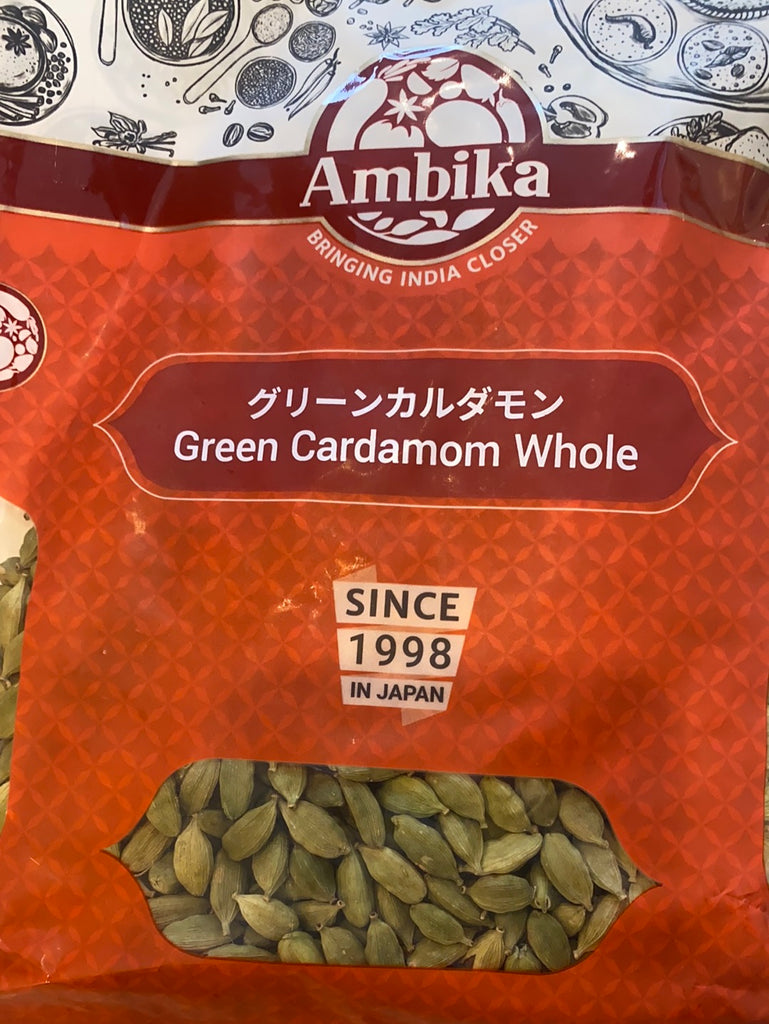 Ambika
BRINGING INDIA CLOSER
グリーンカルダモン
Green Cardamom Whole
SINCE
1998
IN JAPAN